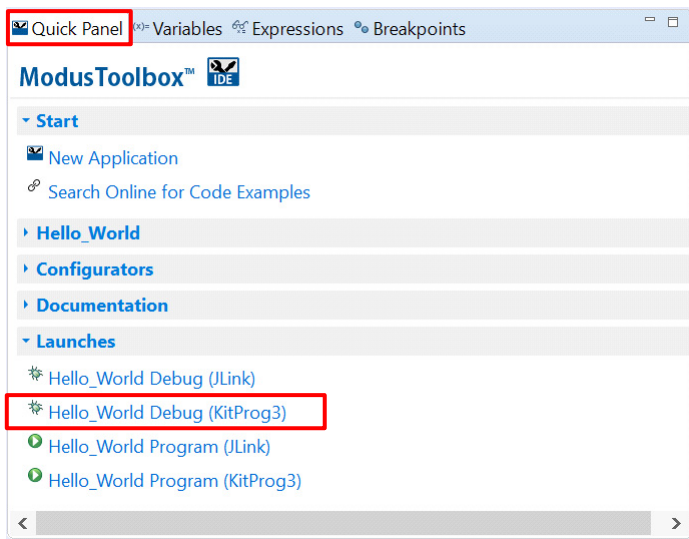 Quick Panel (x)= Variables Expressions Breakpoints
ModusToolbox™ IDE
Start
New Application
Search Online for Code Examples
Hello_World
Configurators
Documentation
Launches
Hello_World Debug (JLink)
Hello_World Debug (KitProg3)
Hello_World Program (JLink)
Hello_World Program (KitProg3)